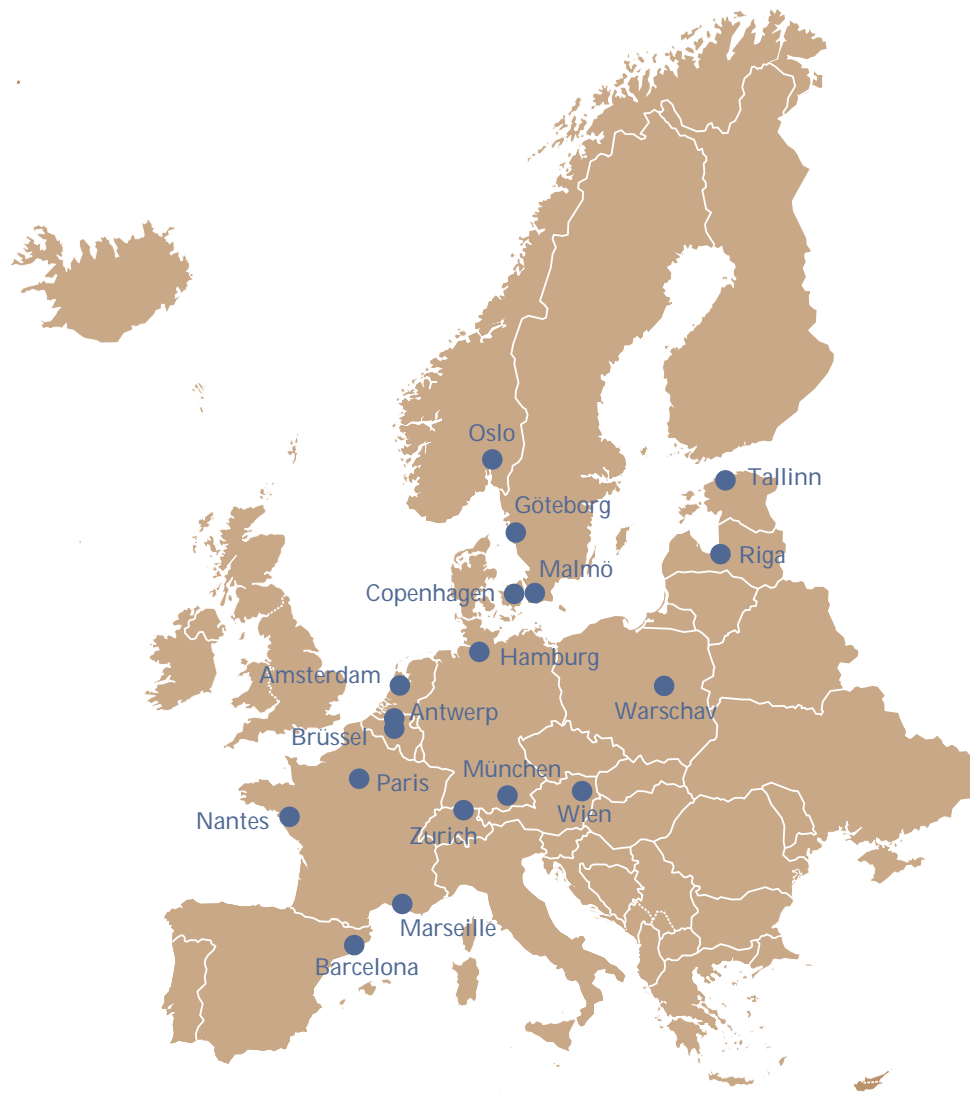 Oslo
Tallinn
Göteborg
Riga
Malmö
Copenhagen
Hamburg
Amsterdam
Warschav
Antwerp
Brüssel
München
Paris
Wien
Nantes
Zurich
Marseille
Barcelona